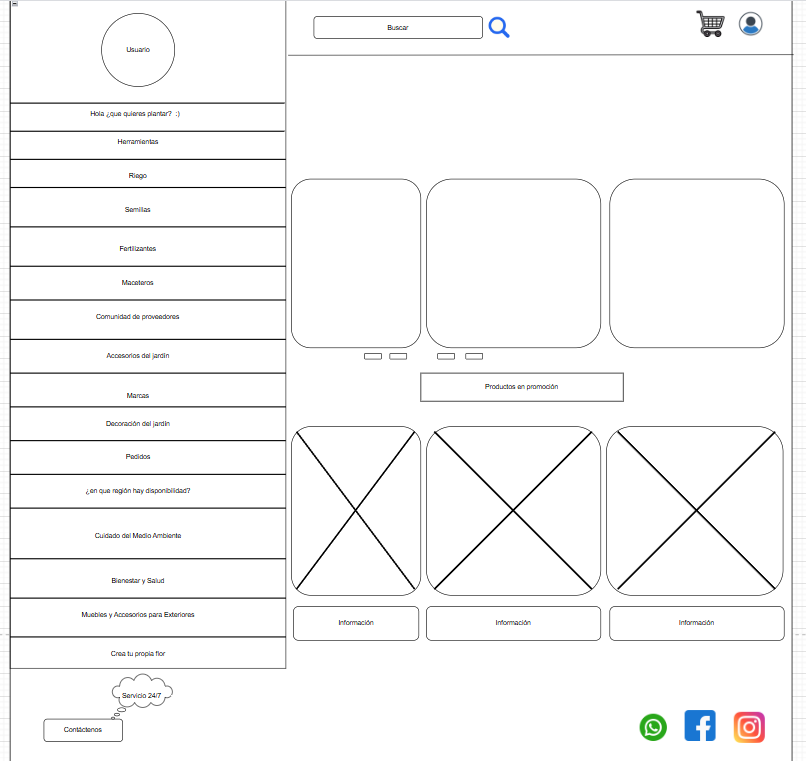 Usuario
Buscar
Hola ¿que quieres plantar? :)
Herramientas
Riego
Semillas
Fertilizantes
Maceteros
Comunidad de proveedores
Accesorios del jardín
Marcas
Decoración del jardín
Pedidos
¿en que región hay disponibilidad?
Cuidado del Medio Ambiente
Bienestar y Salud
Muebles y Accesorios para Exteriores
Crea tu propia flor
Servicio 24/7
Contáctenos
Productos en promoción
Información
Información
Información